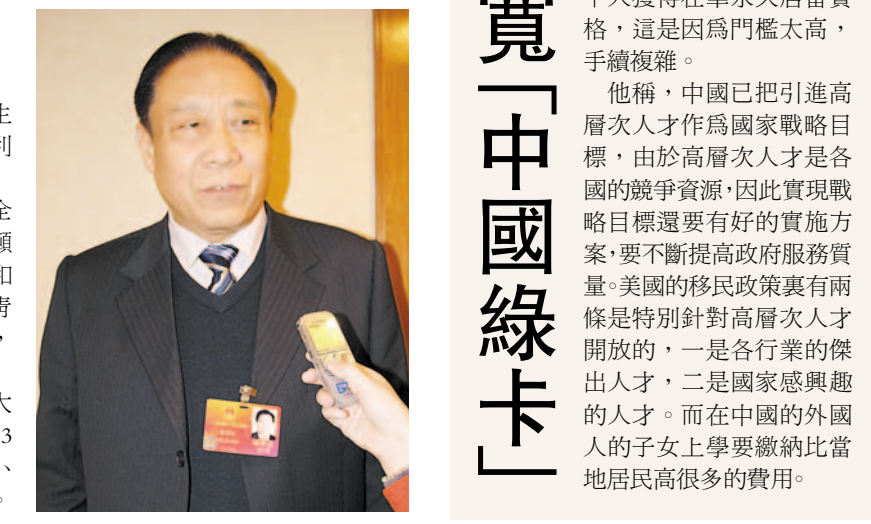 生
判
全
和
大
3
、
。
寬「中國綠卡」
格，這是因爲門檻太高，
手續複雜。
他稱，中國已把引進高
層次人才作爲國家戰略目
標，由於高層次人才是各
國的競爭資源，因此實現戰
略目標還要有好的實施方
案，要不斷提高政府服務質
量。美國的移民政策裏有兩
條是特別針對高層次人才
開放的，一是各行業的傑
出人才，二是國家感興趣
的人才。而在中國的外國
人的子女上學要繳納比當
地居民高很多的費用。